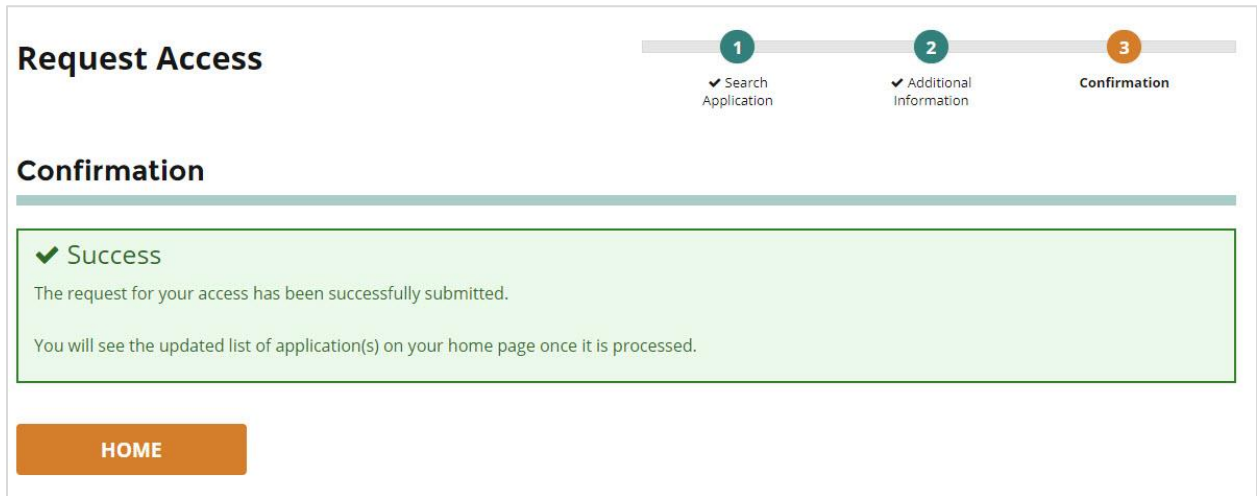 Request Access
1
2
3
✔ Search
Application
✔ Additional
Information
Confirmation
Confirmation
✔ Success
The request for your access has been successfully submitted.
You will see the updated list of application(s) on your home page once it is processed.
HOME